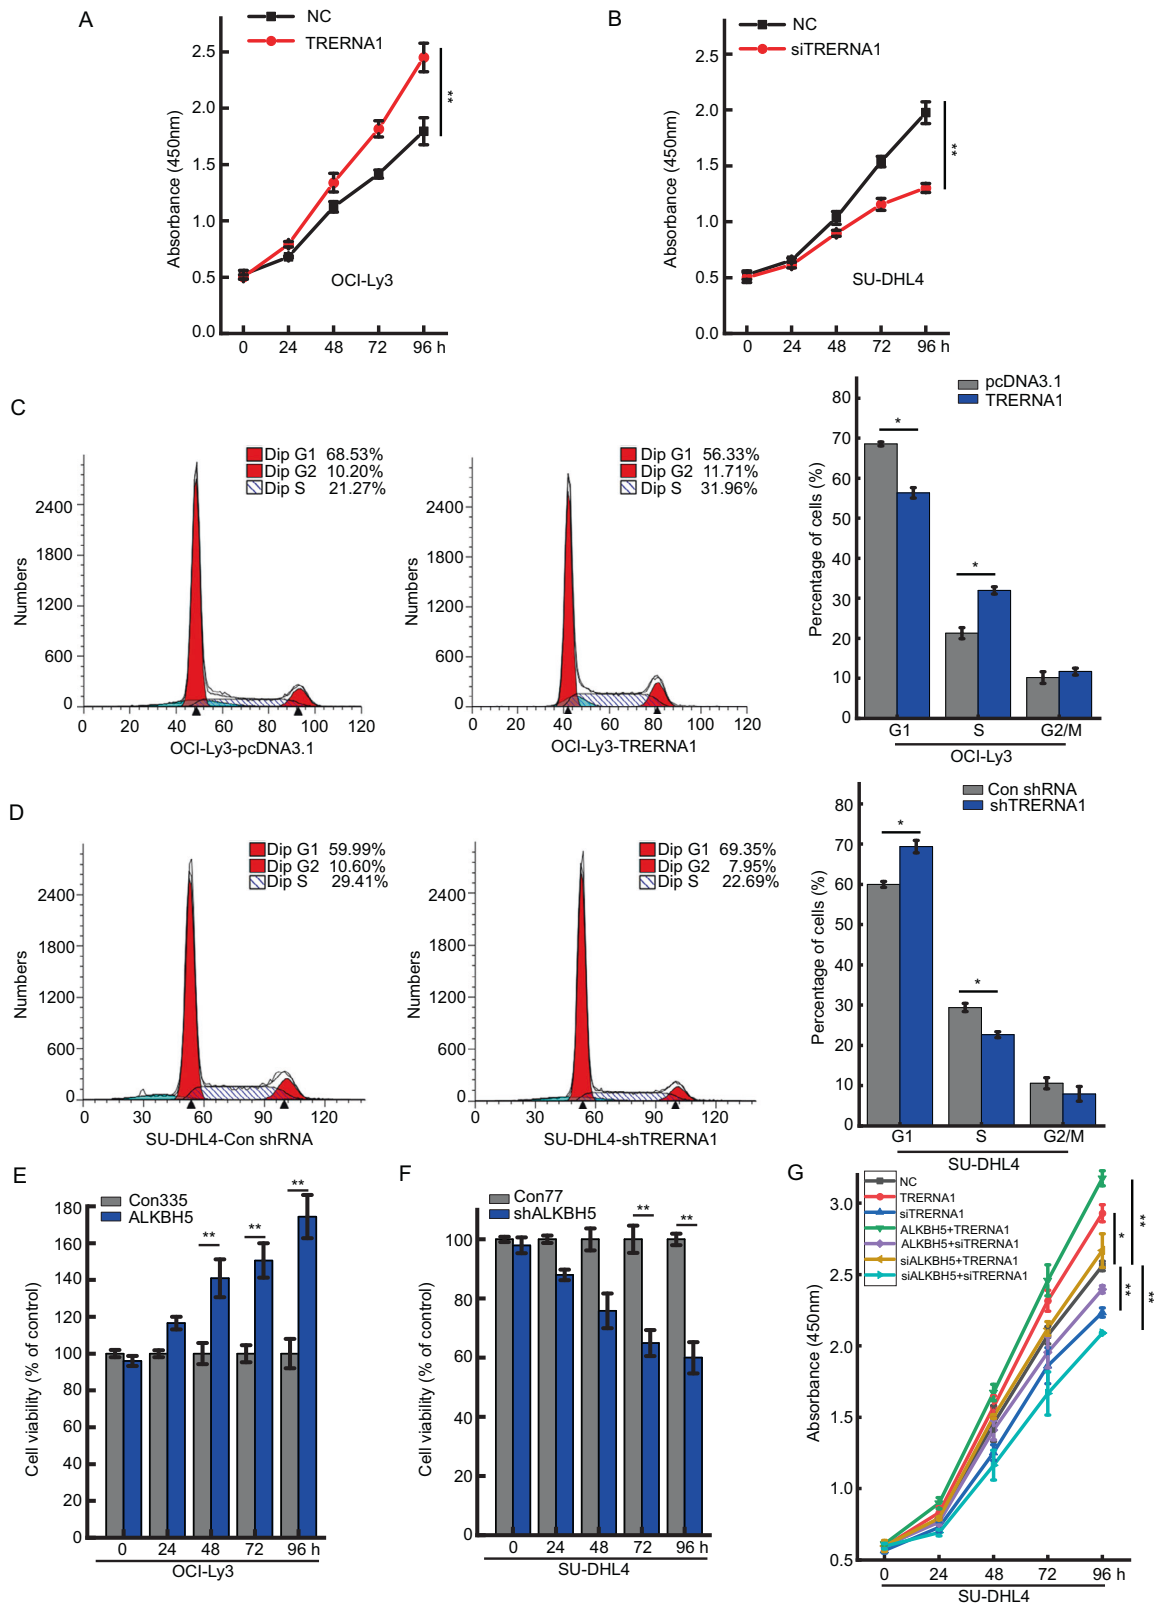 A
NC
TRERNA1
2.5
2.0
1.5
1.0
0.5
0.0
Absorbance (450nm)
**
OCI-Ly3
0 24 48 72 96 h
B
NC
siTRERNA1
2.5
2.0
1.5
1.0
0.5
0.0
Absorbance (450nm)
**
SU-DHL4
0 24 48 72 96 h
C
Dip G1 68.53%
Dip G2 10.20%
Dip S 21.27%
2400
1800
1200
600
0
Numbers
0 20 40 60 80 100 120
OCI-Ly3-pcDNA3.1
Dip G1 56.33%
Dip G2 11.71%
Dip S 31.96%
2400
1800
1200
600
0
Numbers
0 20 40 60 80 100 120
OCI-Ly3-TRERNA1
pcDNA3.1
TRERNA1
80
70
60
50
40
30
20
10
0
Percentage of cells (%)
*
*
G1 S G2/M
OCI-Ly3
D
Dip G1 59.99%
Dip G2 10.60%
Dip S 29.41%
2400
1800
1200
600
0
Numbers
0 30 60 90 120
SU-DHL4-Con shRNA
Dip G1 69.35%
Dip G2 7.95%
Dip S 22.69%
2400
1800
1200
600
0
Numbers
0 30 60 90 120
SU-DHL4-shTRERNA1
Con shRNA
shTRERNA1
80
70
60
50
40
30
20
10
0
Percentage of cells (%)
*
*
G1 S G2/M
SU-DHL4
E
Con335
ALKBH5
180
160
140
120
100
80
60
40
20
0
Cell viability (% of control)
**
**
**
0 24 48 72 96 h
OCI-Ly3
F
Con77
shALKBH5
100
80
60
40
20
0
Cell viability (% of control)
**
**
0 24 48 72 96 h
SU-DHL4
G
NC
TRERNA1
siTRERNA1
ALKBH5+TRERNA1
ALKBH5+siTRERNA1
siALKBH5+TRERNA1
siALKBH5+siTRERNA1
3.0
2.5
2.0
1.5
1.0
0.5
Absorbance (450nm)
*
**
**
**
0 24 48 72 96 h
SU-DHL4